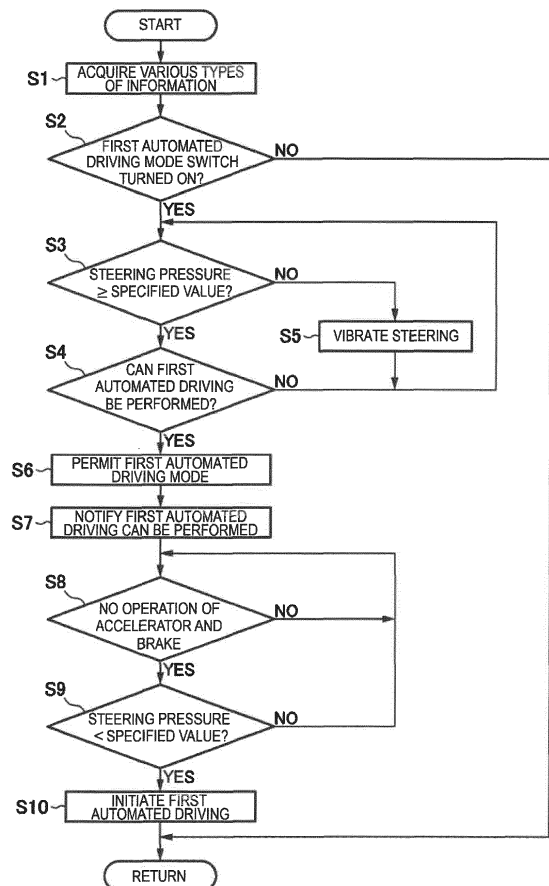 START
S1
ACQUIRE VARIOUS TYPES
OF INFORMATION
S2
FIRST AUTOMATED
DRIVING MODE SWITCH
TURNED ON?
NO
YES
S3
STEERING PRESSURE
≥ SPECIFIED VALUE?
NO
YES
S5
VIBRATE STEERING
S4
CAN FIRST
AUTOMATED DRIVING
BE PERFORMED?
NO
YES
S6
PERMIT FIRST AUTOMATED
DRIVING MODE
S7
NOTIFY FIRST AUTOMATED
DRIVING CAN BE PERFORMED
S8
NO OPERATION OF
ACCELERATOR AND
BRAKE
NO
YES
S9
STEERING PRESSURE
< SPECIFIED VALUE?
NO
YES
S10
INITIATE FIRST
AUTOMATED DRIVING
RETURN